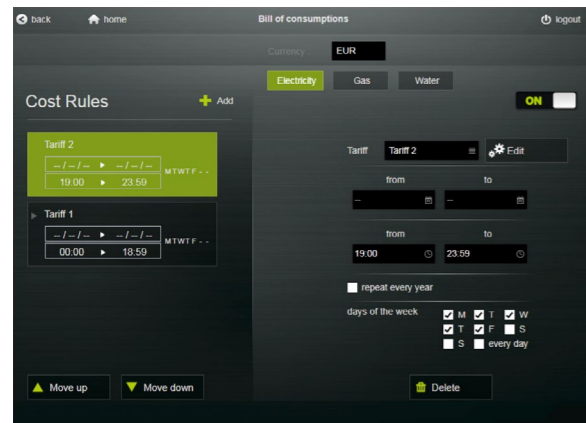 back home Bill of consumptions logout
Currency EUR
Electricity Gas Water
Cost Rules Add ON
Tariff 2
-- / -- / -- -- / -- / --
19:00 23:59
M T W T F - -
Tariff 1
-- / -- / -- -- / -- / --
00:00 18:59
M T W T F - -
Tariff Tariff 2 Edit
from to
-- --
from to
19:00 23:59
repeat every year
days of the week M T W
T F S
S every day
Move up Move down Delete